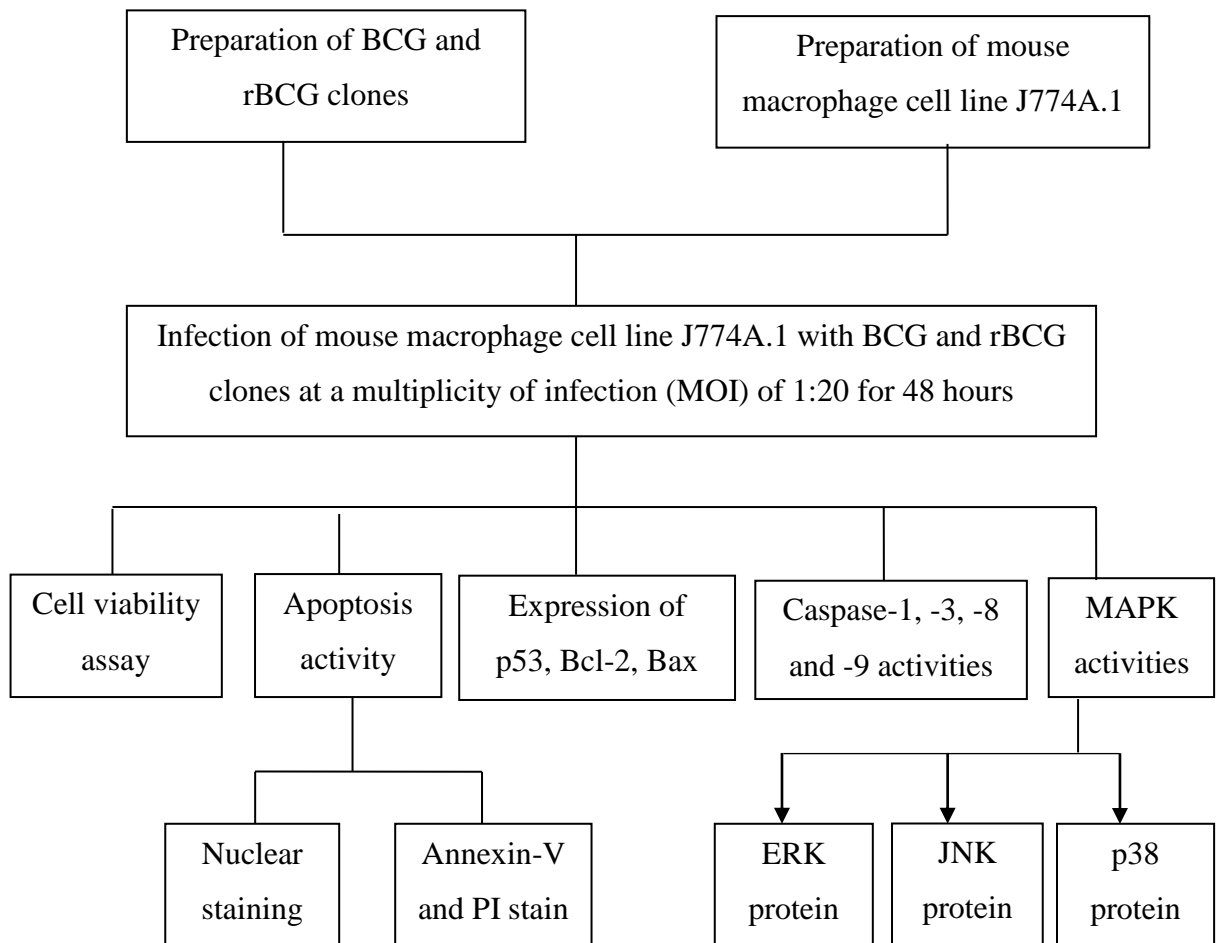 Preparation of BCG and
rBCG clones
Preparation of mouse
macrophage cell line J774A.1
Infection of mouse macrophage cell line J774A.1 with BCG and rBCG
clones at a multiplicity of infection (MOI) of 1:20 for 48 hours
Cell viability
assay
Apoptosis
activity
Expression of
p53, Bcl-2, Bax
Caspase-1, -3, -8
and -9 activities
MAPK
activities
Nuclear
staining
Annexin-V
and PI stain
ERK
protein
JNK
protein
p38
protein